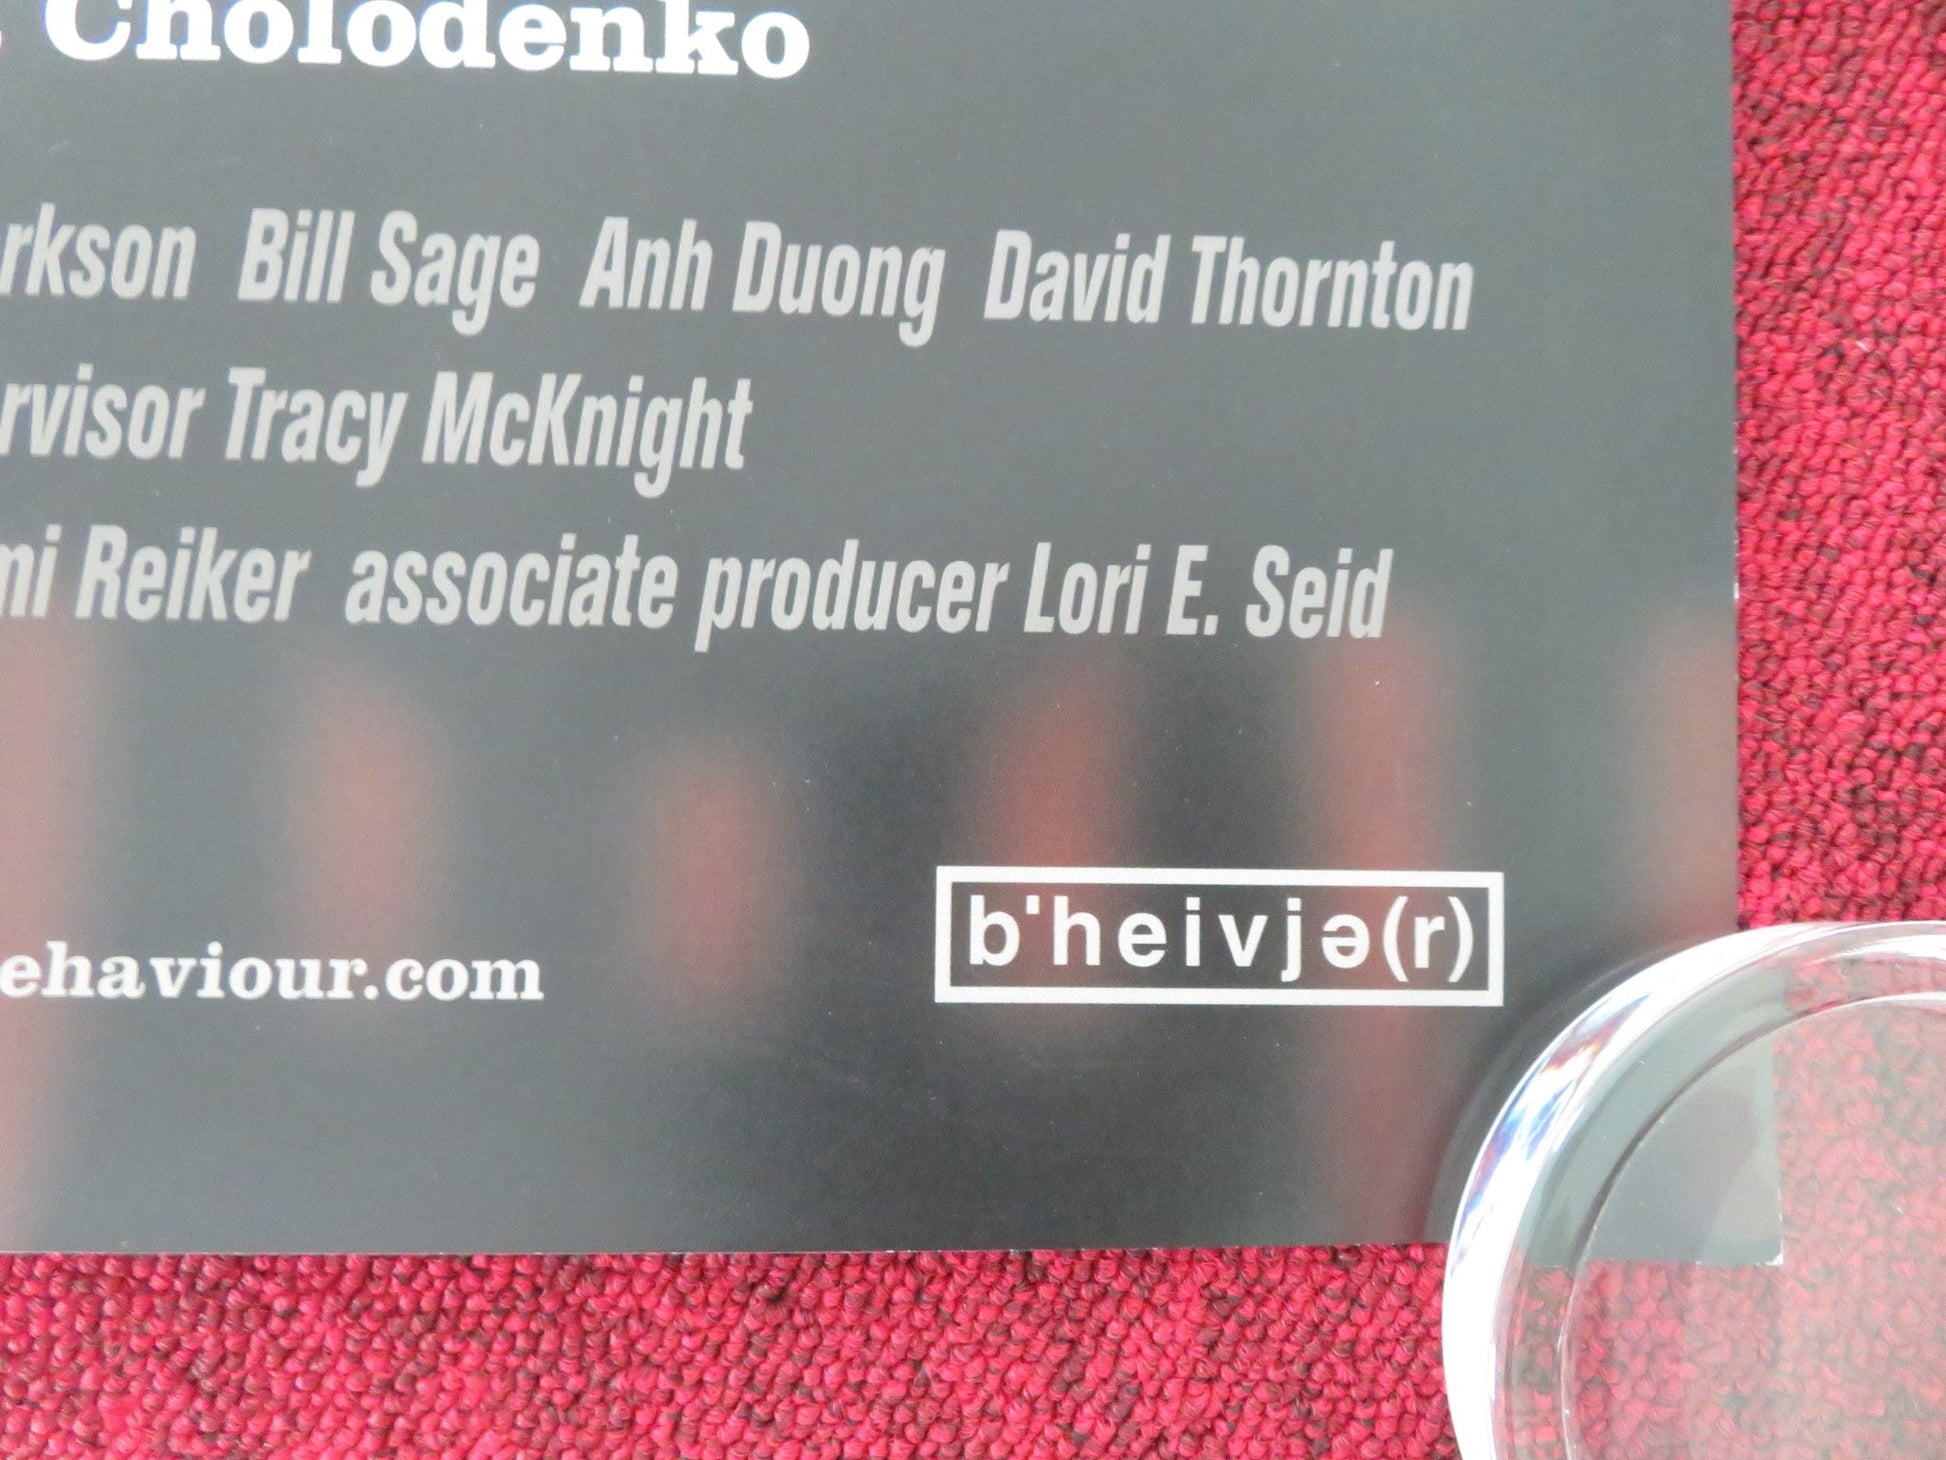 Cholodenko
rkson Bill Sage Anh Duong David Thornton
rvisor Tracy McKnight
mi Reiker associate producer Lori E. Seid
ehaviour.com
b'heivjə(r)